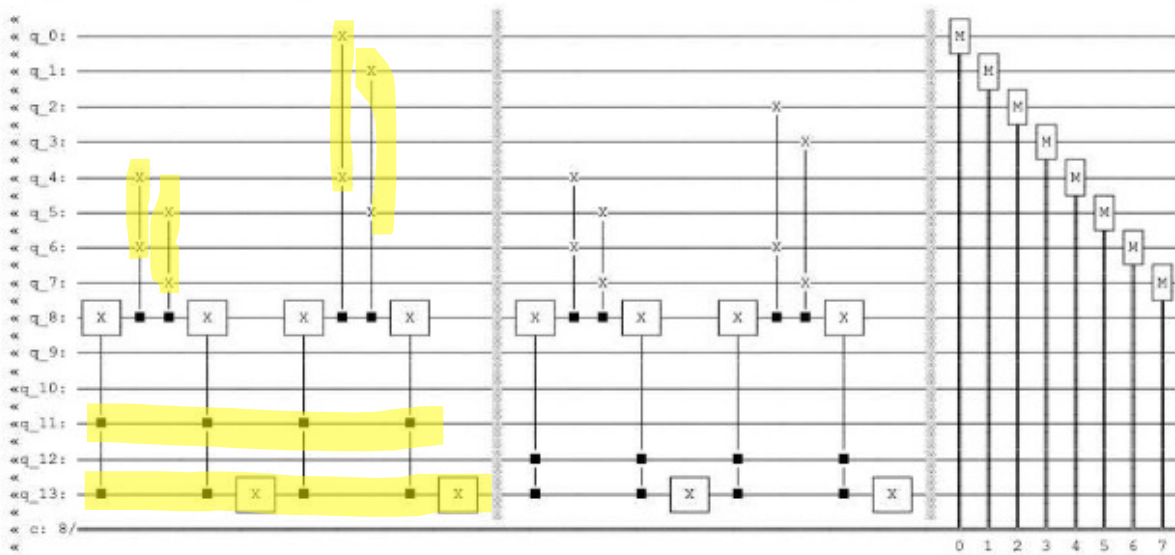 «
« q_0: X M
«
« q_1: X M
«
« q_2: X M
«
« q_3: X M
«
« q_4: X X X M
«
« q_5: X X X M
«
« q_6: X X X M
«
« q_7: X X X M
«
« q_8: X X X X X X X X
«
« q_9:
«
«q_10:
«
«q_11:
«
«q_12:
«
«q_13: X X X X
«
« c: 8/
« 0 1 2 3 4 5 6 7